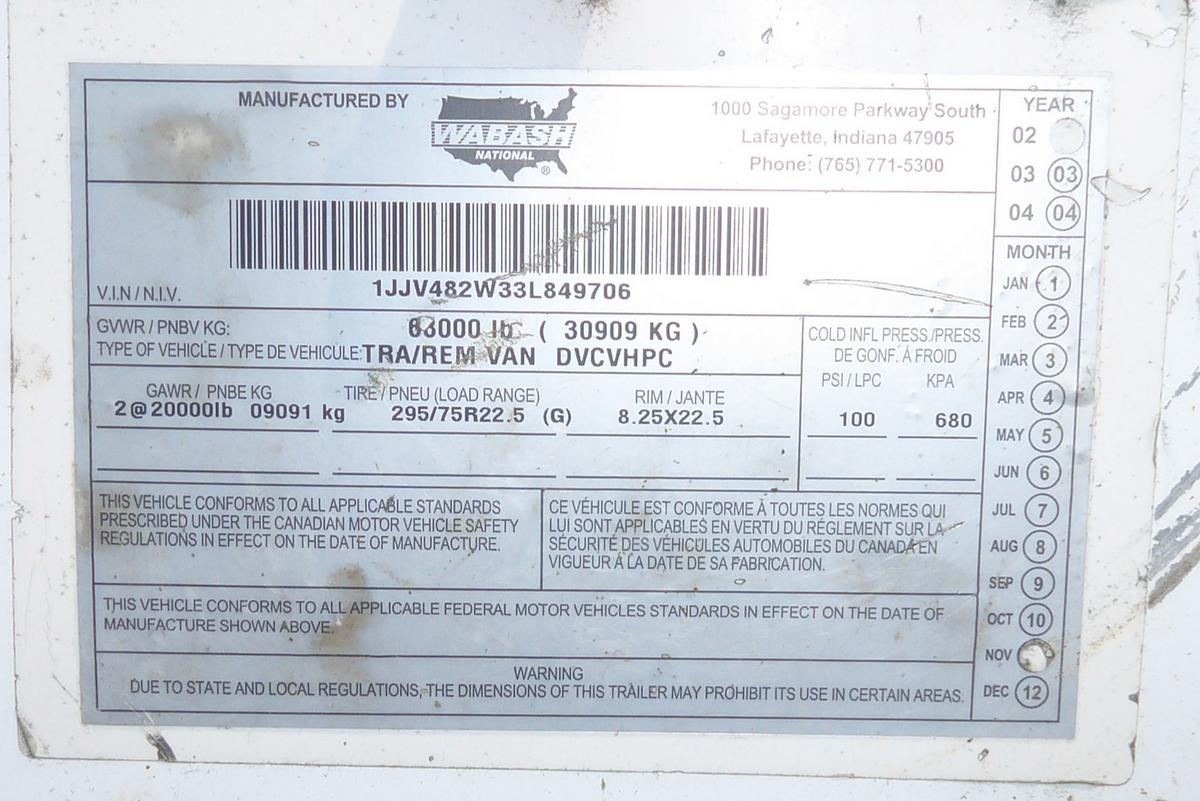 MANUFACTURED BY
WABASH
NATIONAL
®
1000 Sagamore Parkway South
Lafayette, Indiana 47905
Phone: (765) 771-5300
YEAR
02
03 03
04 04
V.I.N / N.I.V.
1JJV482W33L849706
GVWR / PNBV KG: 68000 lb ( 30909 KG )
TYPE OF VEHICLE / TYPE DE VEHICULE: TRA/REM VAN DVCVHPC
COLD INFL PRESS./PRESS.
DE GONF. À FROID
PSI / LPC KPA
100 680
GAWR / PNBE KG TIRE / PNEU (LOAD RANGE) RIM / JANTE
2@20000lb 09091 kg 295/75R22.5 (G) 8.25X22.5
MONTH
JAN 1
FEB 2
MAR 3
APR 4
MAY 5
JUN 6
JUL 7
AUG 8
SEP 9
OCT 10
NOV
DEC 12
THIS VEHICLE CONFORMS TO ALL APPLICABLE STANDARDS
PRESCRIBED UNDER THE CANADIAN MOTOR VEHICLE SAFETY
REGULATIONS IN EFFECT ON THE DATE OF MANUFACTURE.
CE VÉHICULE EST CONFORME À TOUTES LES NORMES QUI
LUI SONT APPLICABLES EN VERTU DU RÉGLEMENT SUR LA
SÉCURITÉ DES VÉHICULES AUTOMOBILES DU CANADA EN
VIGUEUR À LA DATE DE SA FABRICATION.
THIS VEHICLE CONFORMS TO ALL APPLICABLE FEDERAL MOTOR VEHICLES STANDARDS IN EFFECT ON THE DATE OF
MANUFACTURE SHOWN ABOVE.
WARNING
DUE TO STATE AND LOCAL REGULATIONS, THE DIMENSIONS OF THIS TRAILER MAY PROHIBIT ITS USE IN CERTAIN AREAS.